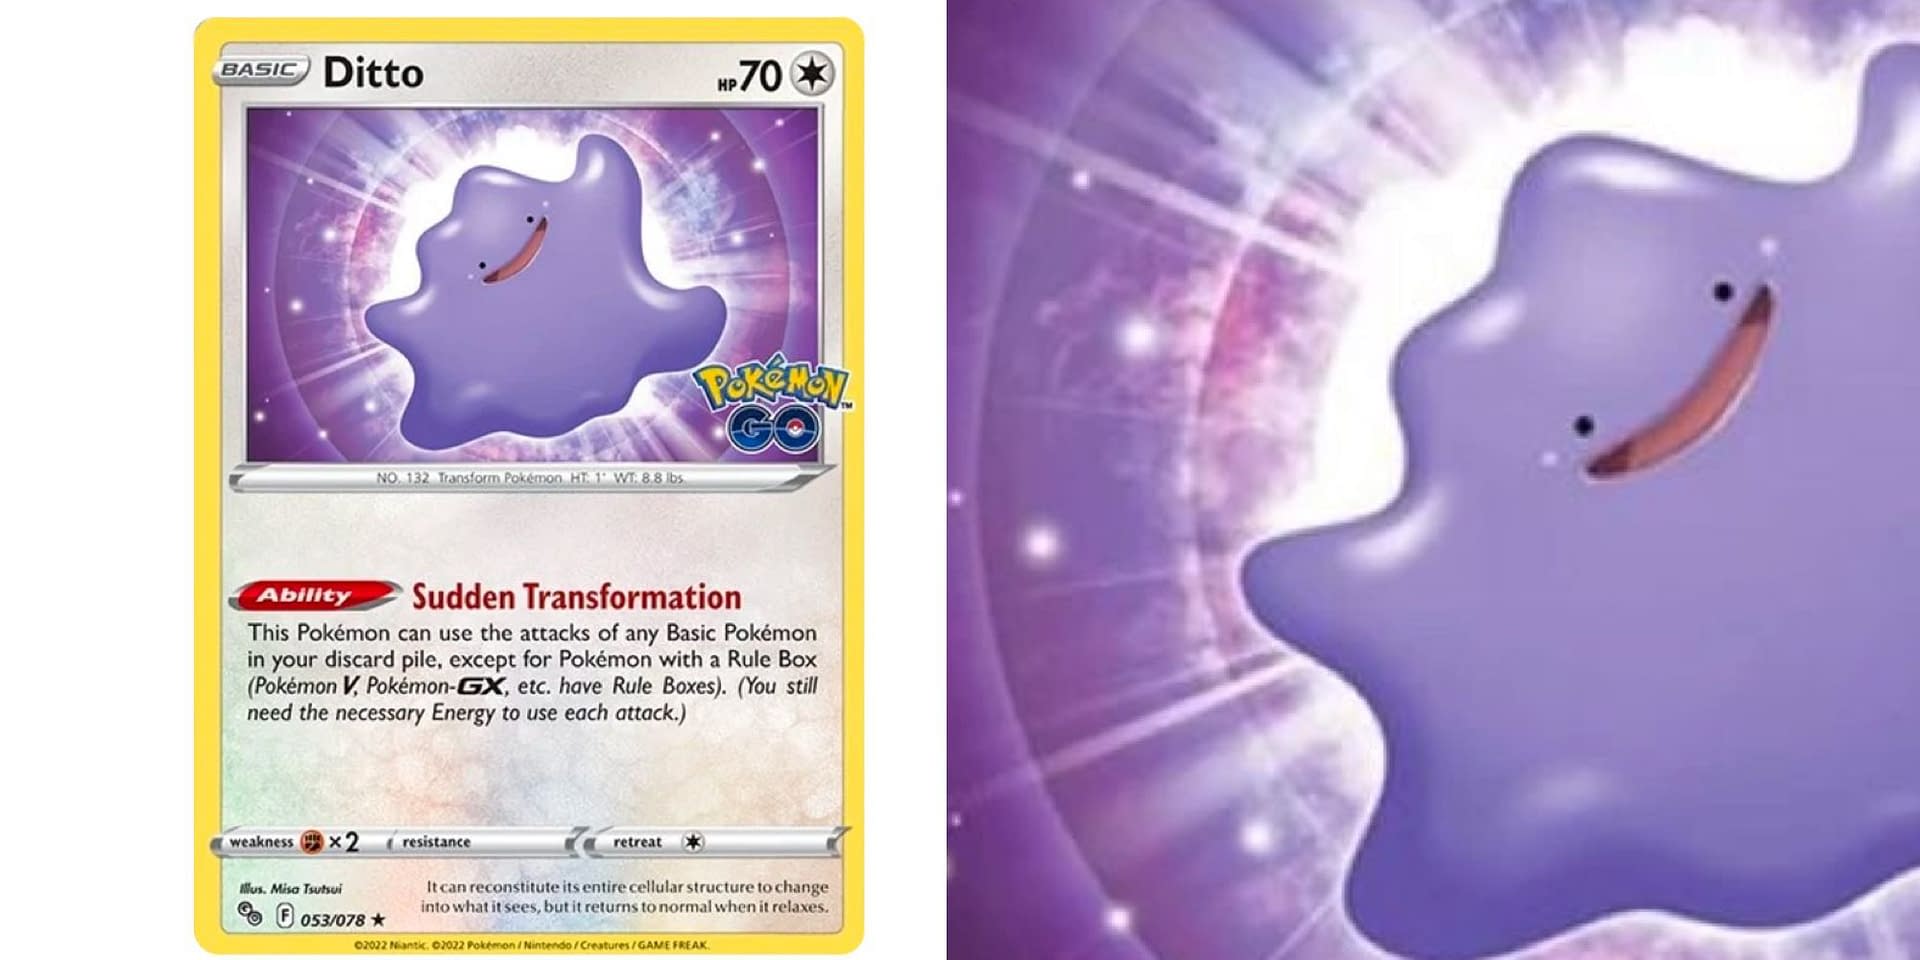 BASIC Ditto HP 70
POKéMON™
GO
NO. 132 Transform Pokémon HT: 1' WT: 8.8 lbs.
Ability Sudden Transformation
This Pokémon can use the attacks of any Basic Pokémon
in your discard pile, except for Pokémon with a Rule Box
(Pokémon V, Pokémon-GX, etc. have Rule Boxes). (You still
need the necessary Energy to use each attack.)
weakness ×2 resistance retreat
Illus. Misa Tsutsui
It can reconstitute its entire cellular structure to change
into what it sees, but it returns to normal when it relaxes.
F 053/078 ★
©2022 Niantic. ©2022 Pokémon / Nintendo / Creatures / GAME FREAK.